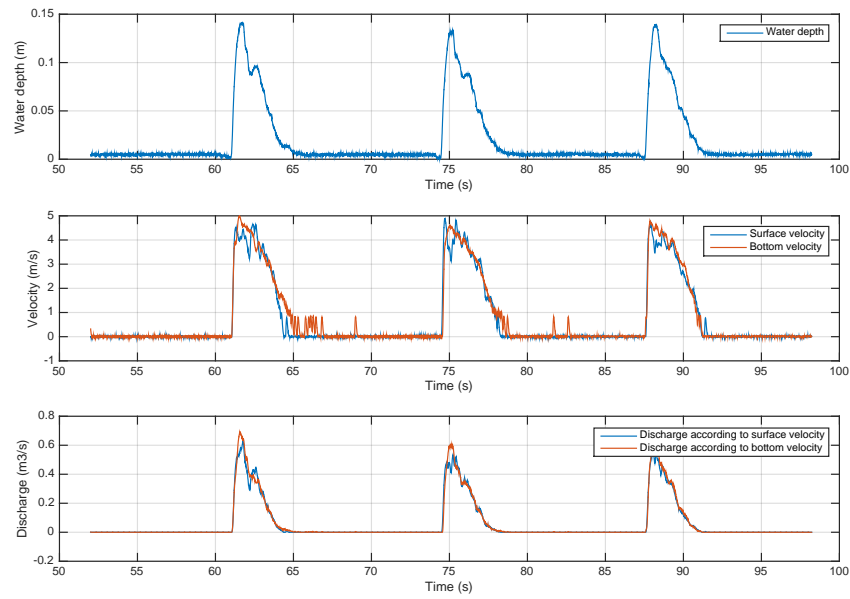 0.15
0.1
0.05
0
Water depth (m)
Water depth
50 55 60 65 70 75 80 85 90 95 100
Time (s)
5
4
3
2
1
0
-1
Velocity (m/s)
Surface velocity
Bottom velocity
50 55 60 65 70 75 80 85 90 95 100
Time (s)
0.8
0.6
0.4
0.2
0
-0.2
Discharge (m3/s)
Discharge according to surface velocity
Discharge according to bottom velocity
50 55 60 65 70 75 80 85 90 95 100
Time (s)